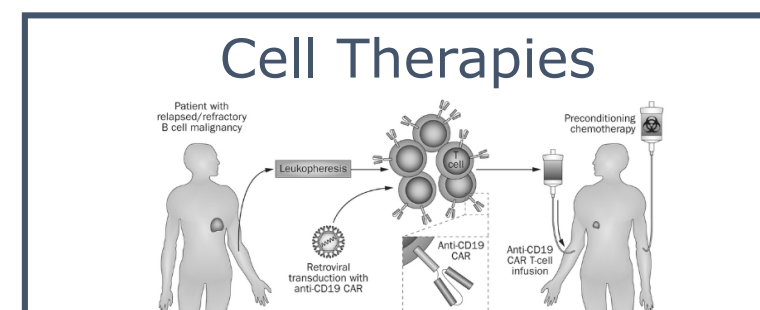 Cell Therapies
Patient with
relapsed/refractory
B cell malignancy
Leukopheresis
T
cell
Preconditioning
chemotherapy
Retroviral
transduction with
anti-CD19 CAR
Anti-CD19
CAR
Anti-CD19
CAR T-cell
infusion